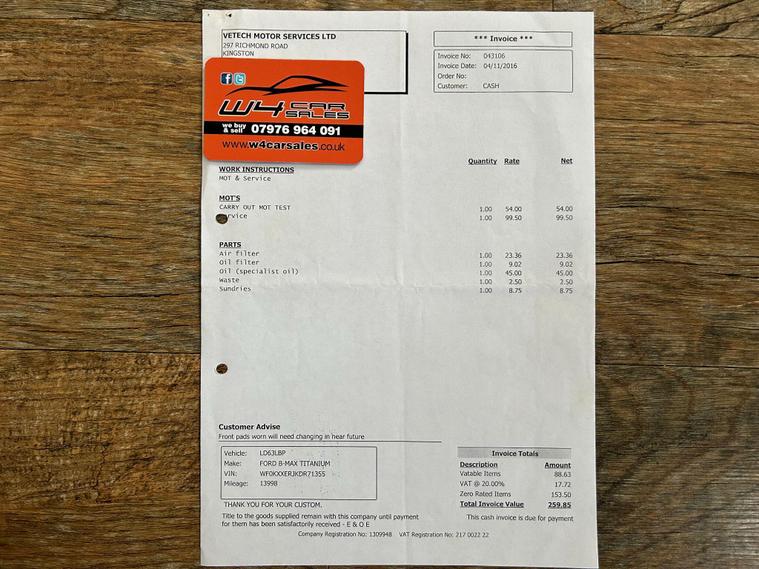 VETECH MOTOR SERVICES LTD
297 RICHMOND ROAD
KINGSTON
*** Invoice ***
Invoice No: 043106
Invoice Date: 04/11/2016
Order No:
Customer: CASH
f t
W4 CAR SALES
we buy & sell 07976 964 091
www.w4carsales.co.uk
Quantity Rate Net
WORK INSTRUCTIONS
MOT & Service
MOT'S
CARRY OUT MOT TEST 1.00 54.00 54.00
ervice 1.00 99.50 99.50
PARTS
Air filter 1.00 23.36 23.36
Oil filter 1.00 9.02 9.02
Oil (specialist oil) 1.00 45.00 45.00
Waste 1.00 2.50 2.50
Sundries 1.00 8.75 8.75
Customer Advise
Front pads worn will need changing in hear future
Vehicle: LD63LBP
Make: FORD B-MAX TITANIUM
VIN: WF0KXXERJKDR71355
Mileage: 13998
Invoice Totals
Description Amount
Vatable Items 88.63
VAT @ 20.00% 17.72
Zero Rated Items 153.50
Total Invoice Value 259.85
THANK YOU FOR YOUR CUSTOM.
Title to the goods supplied remain with this company until payment
for them has been satisfactorily received - E & O E
This cash invoice is due for payment
Company Registration No: 1309948 VAT Registration No: 217 0022 22